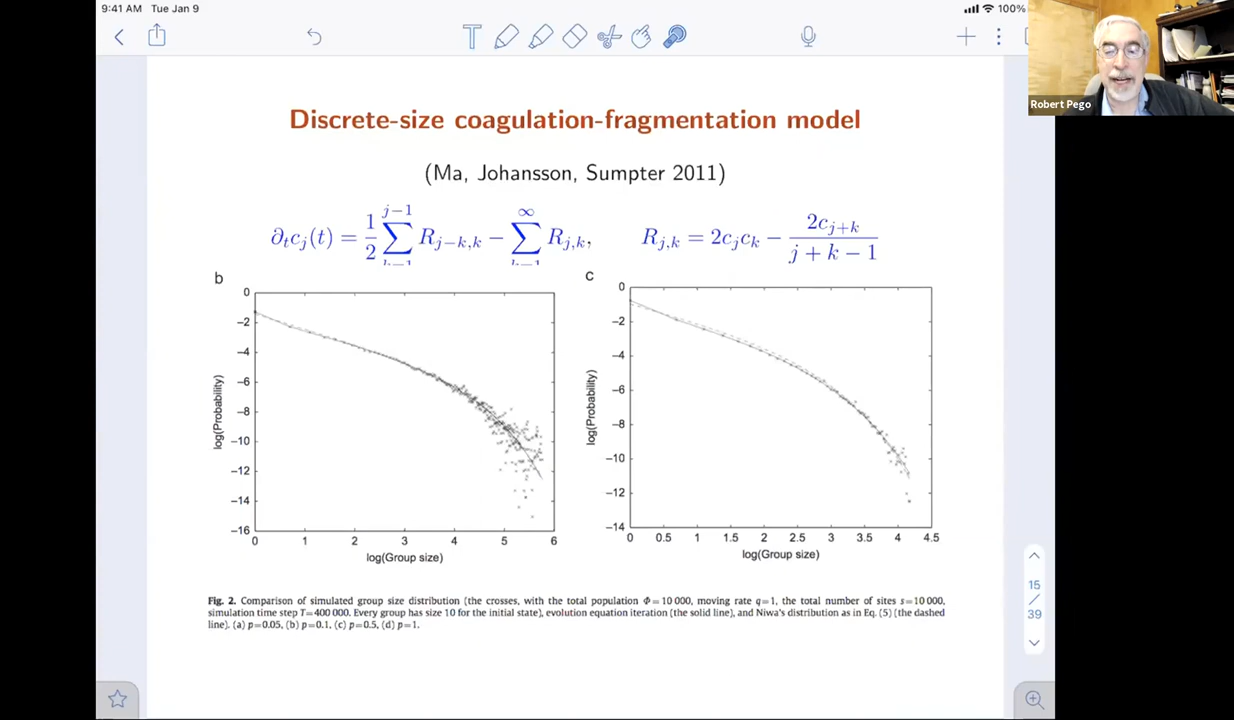 9:41 AM Tue Jan 9
100%
Robert Pego
Discrete-size coagulation-fragmentation model
(Ma, Johansson, Sumpter 2011)
∂_t c_j(t) = 1/2 ∑_{k=1}^{j−1} R_{j−k,k} − ∑_{k=1}^{∞} R_{j,k}, R_{j,k} = 2c_j c_k − 2c_{j+k} / (j + k − 1)
b
0
−2
−4
−6
−8
−10
−12
−14
−16
log(Probability)
0 1 2 3 4 5 6
log(Group size)
c
0
−2
−4
−6
−8
−10
−12
−14
log(Probability)
0 0.5 1 1.5 2 2.5 3 3.5 4 4.5
log(Group size)
Fig. 2. Comparison of simulated group size distribution (the crosses, with the total population Φ=10 000, moving rate q=1, the total number of sites s=10 000,
simulation time step T=400 000. Every group has size 10 for the initial state), evolution equation iteration (the solid line), and Niwa's distribution as in Eq. (5) (the dashed
line). (a) p=0.05, (b) p=0.1, (c) p=0.5, (d) p=1.
15
/
39